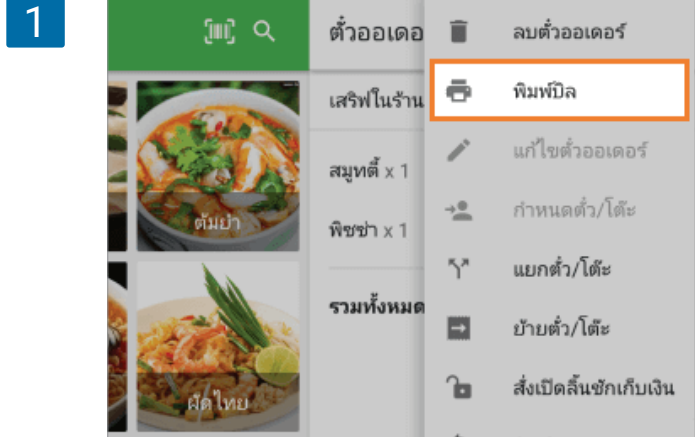 1
ต้มยำ
ผัดไทย
ตั๋วออเดอ
เสริฟในร้าน
สมูทตี้ x 1
พิซซ่า x 1
รวมทั้งหมด
ลบตั๋วออเดอร์
พิมพ์บิล
แก้ไขตั๋วออเดอร์
กำหนดตั๋ว/โต๊ะ
แยกตั๋ว/โต๊ะ
ย้ายตั๋ว/โต๊ะ
สั่งเปิดลิ้นชักเก็บเงิน